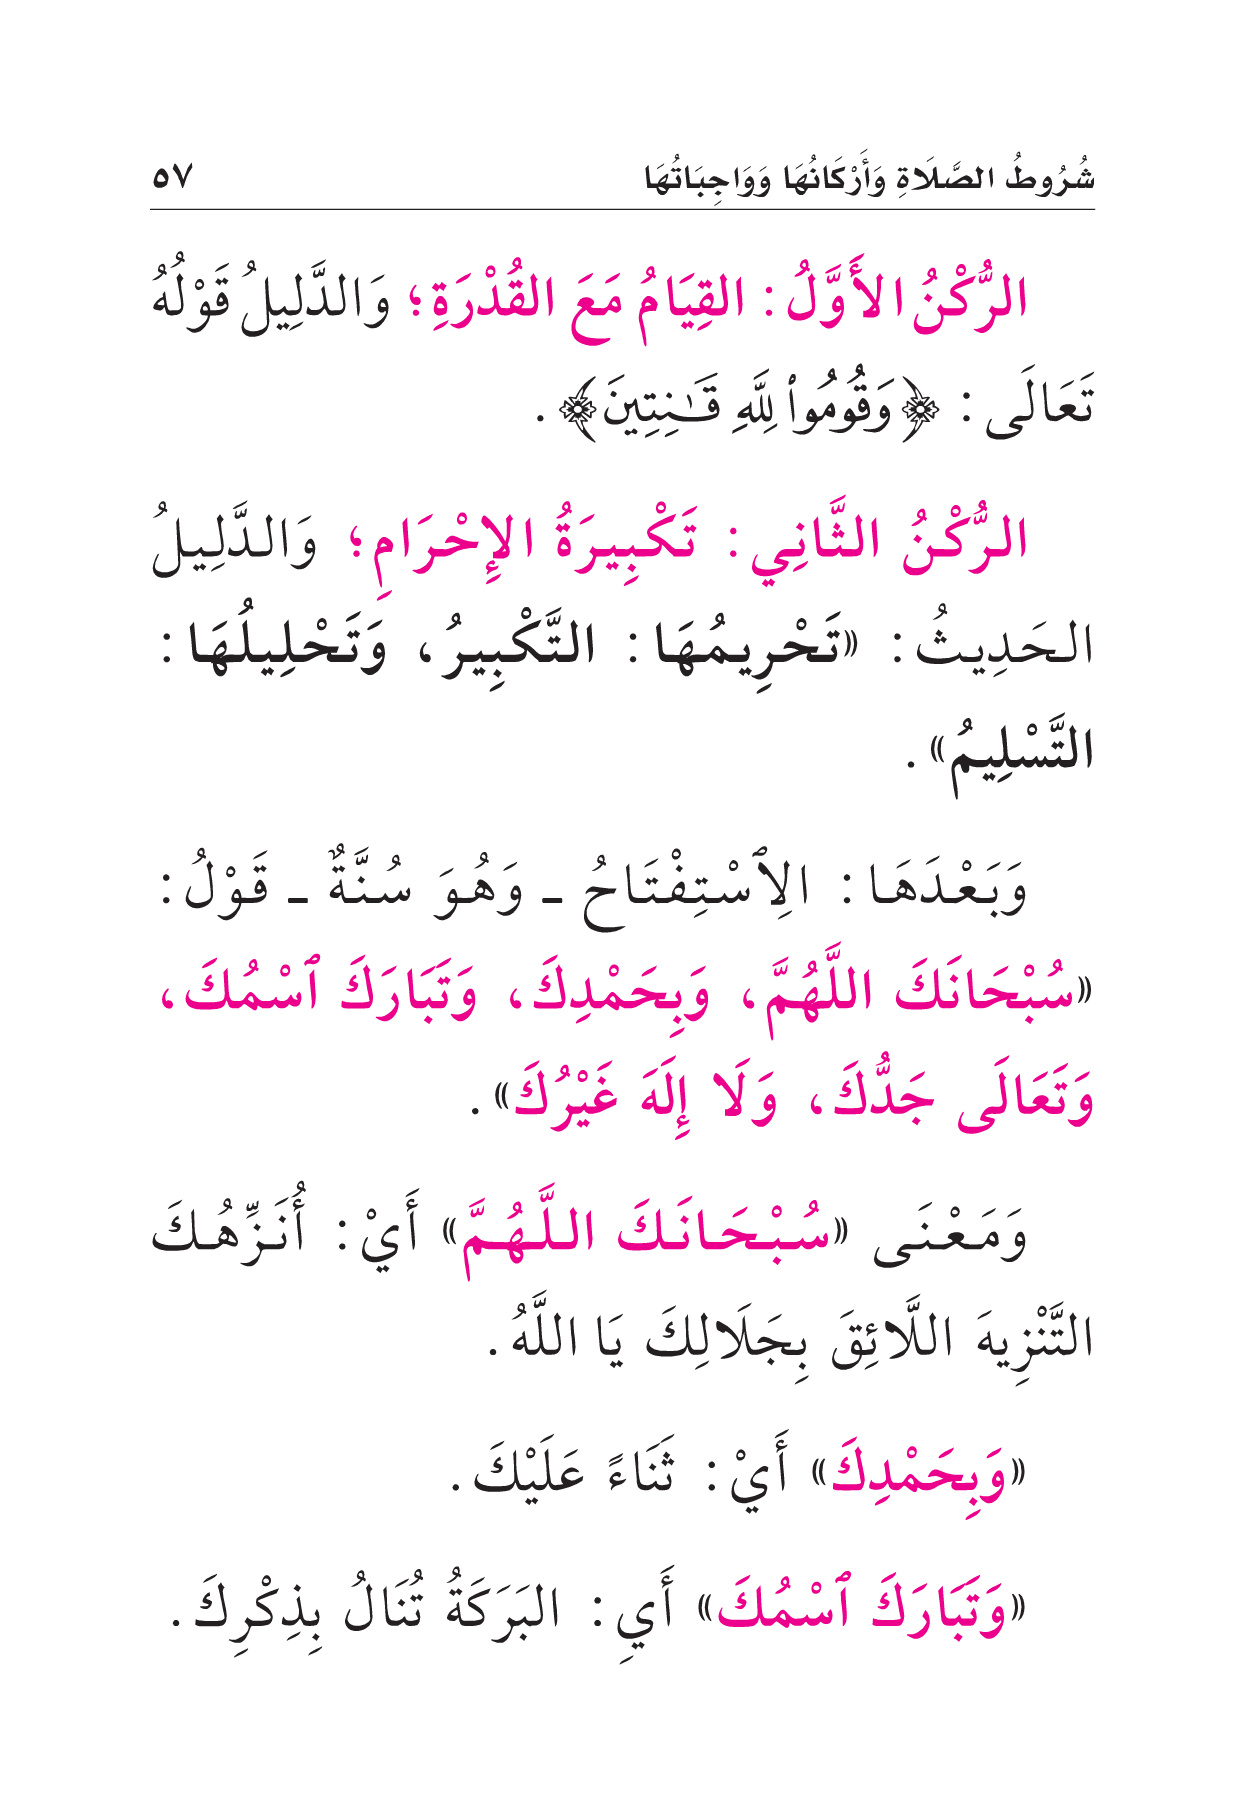 شُرُوطُ الصَّلَاةِ وَأَرْكَانُهَا وَوَاجِبَاتُهَا ٥٧
الرُّكْنُ الأَوَّلُ: القِيَامُ مَعَ القُدْرَةِ؛ وَالدَّلِيلُ قَوْلُهُ
تَعَالَى: ﴿وَقُومُوا۟ لِلَّهِ قَـٰنِتِينَ﴾.
الرُّكْنُ الثَّانِي: تَكْبِيرَةُ الإِحْرَامِ؛ وَالدَّلِيلُ
الحَدِيثُ: «تَحْرِيمُهَا: التَّكْبِيرُ، وَتَحْلِيلُهَا:
التَّسْلِيمُ».
وَبَعْدَهَا: الِٱسْتِفْتَاحُ ـ وَهُوَ سُنَّةٌ ـ قَوْلُ:
«سُبْحَانَكَ اللَّهُمَّ، وَبِحَمْدِكَ، وَتَبَارَكَ ٱسْمُكَ،
وَتَعَالَى جَدُّكَ، وَلَا إِلَهَ غَيْرُكَ».
وَمَعْنَى «سُبْحَانَكَ اللَّهُمَّ» أَيْ: أُنَزِّهُكَ
التَّنْزِيهَ اللَّائِقَ بِجَلَالِكَ يَا اللَّهُ.
«وَبِحَمْدِكَ» أَيْ: ثَنَاءً عَلَيْكَ.
«وَتَبَارَكَ ٱسْمُكَ» أَيِ: البَرَكَةُ تُنَالُ بِذِكْرِكَ.